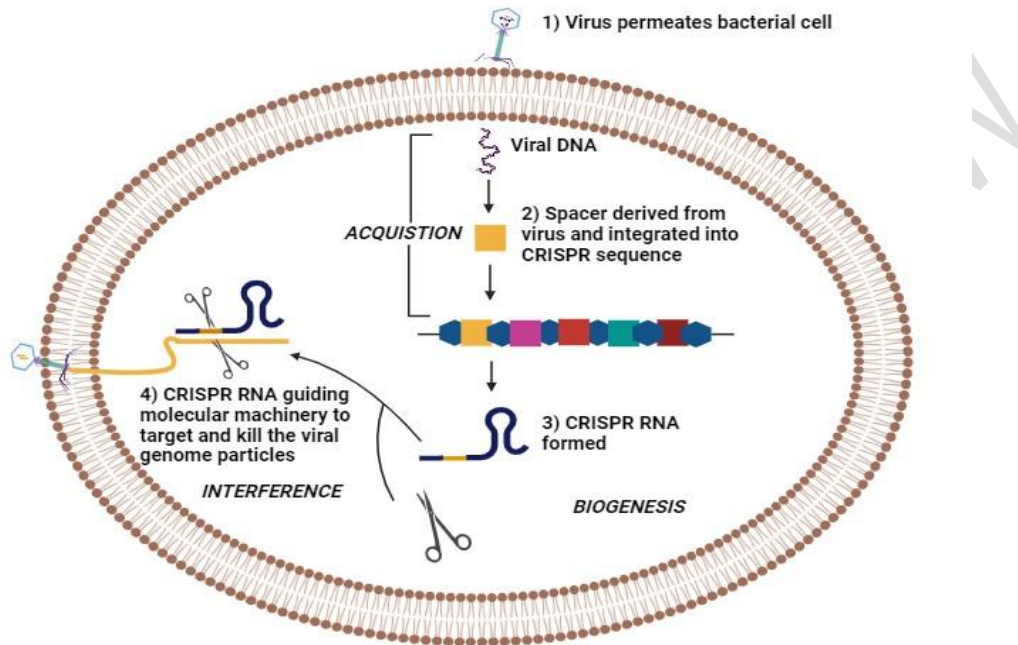 1) Virus permeates bacterial cell
Viral DNA
2) Spacer derived from
virus and integrated into
CRISPR sequence
ACQUISTION
4) CRISPR RNA guiding
molecular machinery to
target and kill the viral
genome particles
3) CRISPR RNA
formed
INTERFERENCE
BIOGENESIS